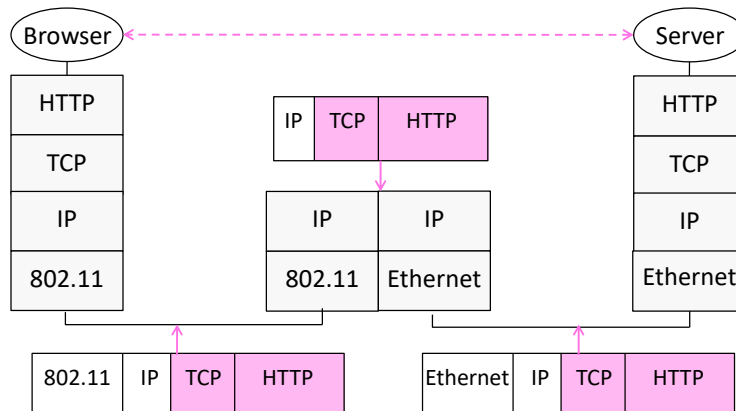 Browser
Server
HTTP
TCP
IP
802.11
IP TCP HTTP
IP IP
802.11 Ethernet
HTTP
TCP
IP
Ethernet
802.11 IP TCP HTTP
Ethernet IP TCP HTTP